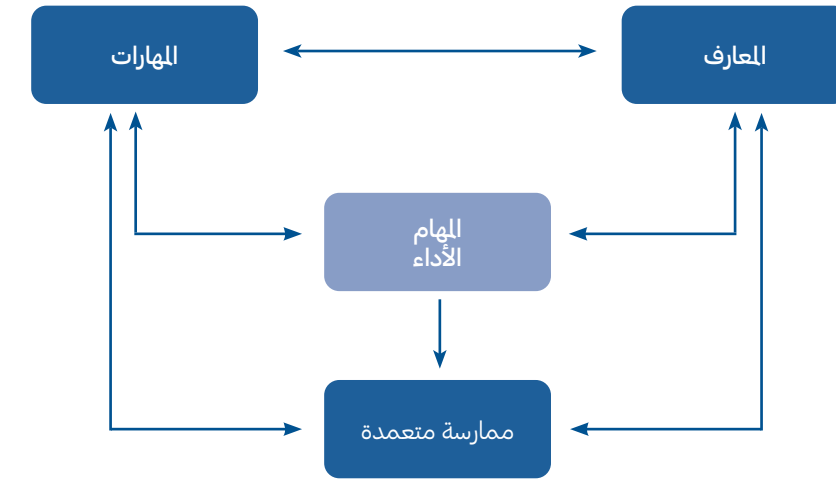 المعارف
المهارات
المهام
الأداء
ممارسة متعمدة